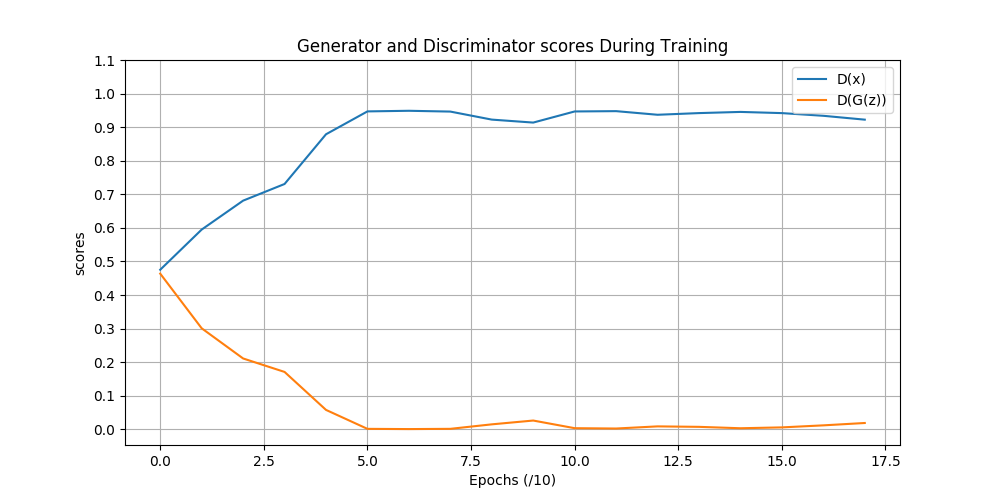 Generator and Discriminator scores During Training
1.1
1.0
0.9
0.8
0.7
0.6
0.5
0.4
0.3
0.2
0.1
0.0
scores
D(x)
D(G(z))
0.0 2.5 5.0 7.5 10.0 12.5 15.0 17.5
Epochs (/10)